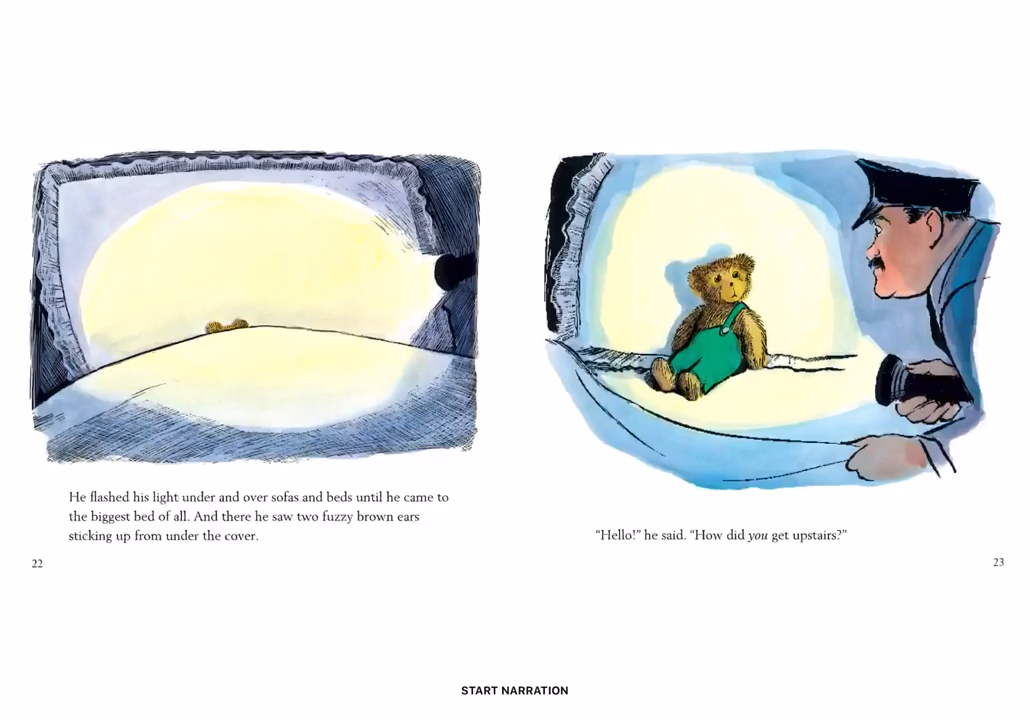 He flashed his light under and over sofas and beds until he came to
the biggest bed of all. And there he saw two fuzzy brown ears
sticking up from under the cover.
22
“Hello!” he said. “How did you get upstairs?”
23
START NARRATION